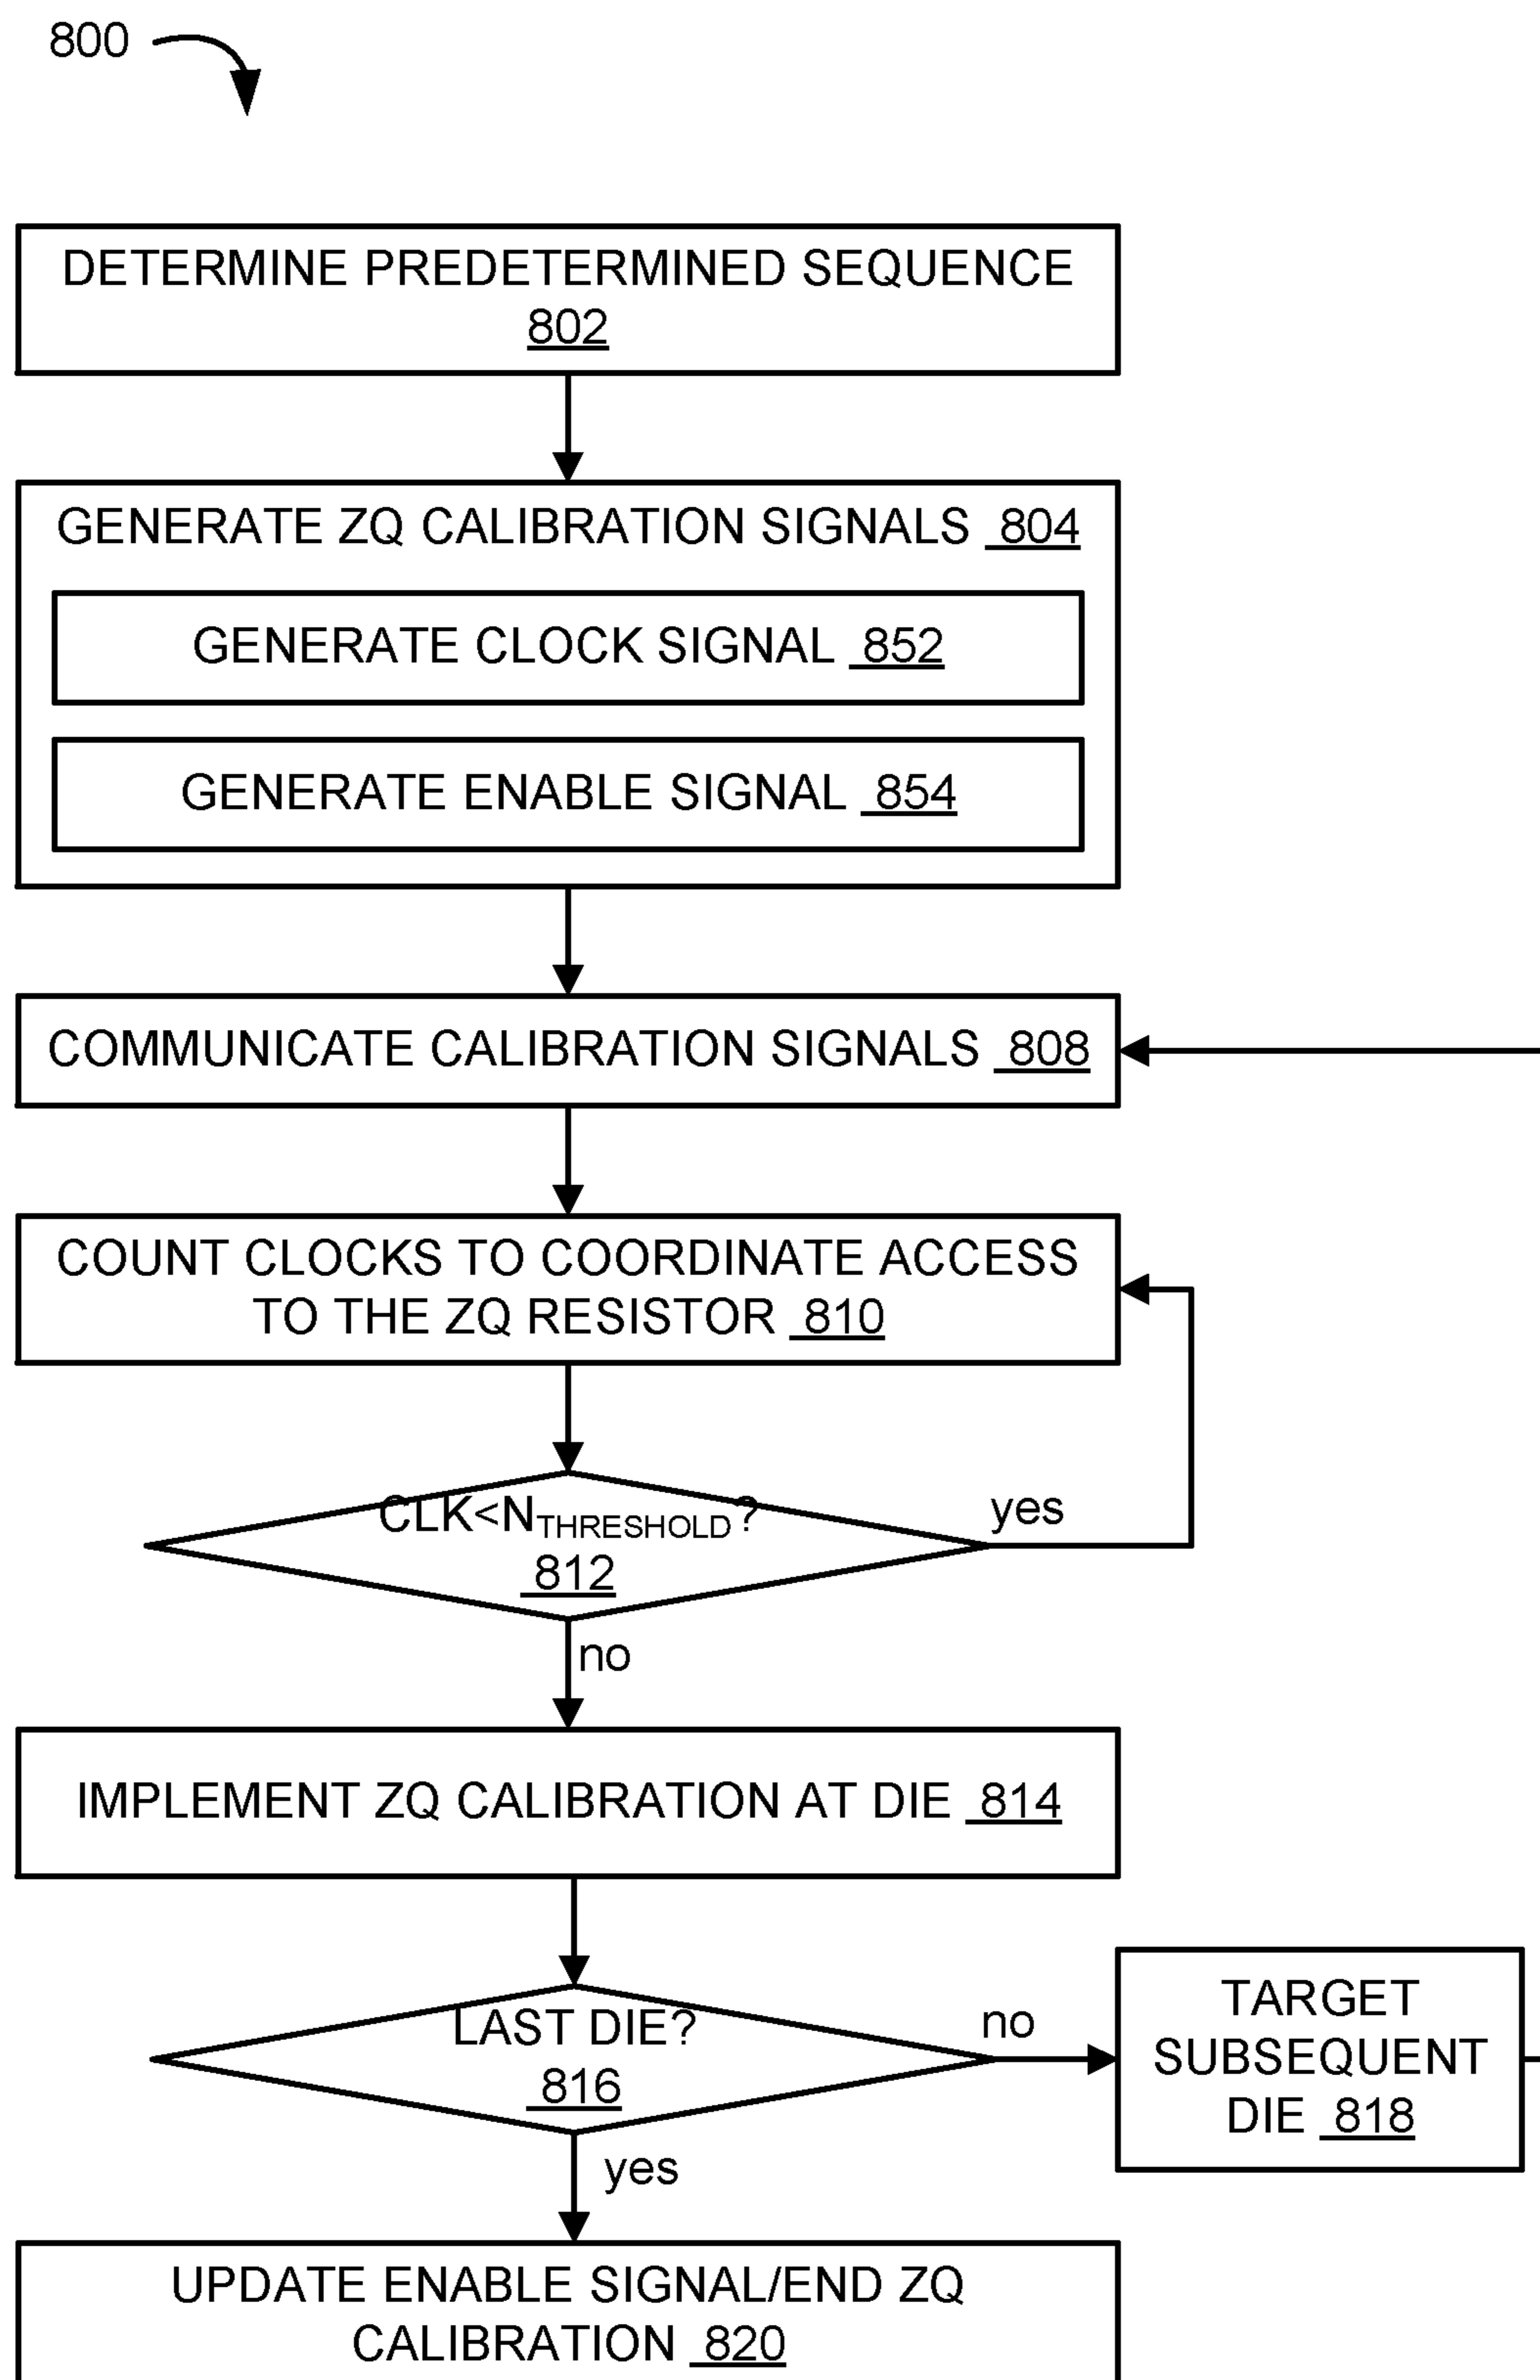 800
DETERMINE PREDETERMINED SEQUENCE
802
GENERATE ZQ CALIBRATION SIGNALS 804
GENERATE CLOCK SIGNAL 852
GENERATE ENABLE SIGNAL 854
COMMUNICATE CALIBRATION SIGNALS 808
COUNT CLOCKS TO COORDINATE ACCESS
TO THE ZQ RESISTOR 810
CLK<NTHRESHOLD?
812
yes
no
IMPLEMENT ZQ CALIBRATION AT DIE 814
LAST DIE?
816
no
TARGET
SUBSEQUENT
DIE 818
yes
UPDATE ENABLE SIGNAL/END ZQ
CALIBRATION 820